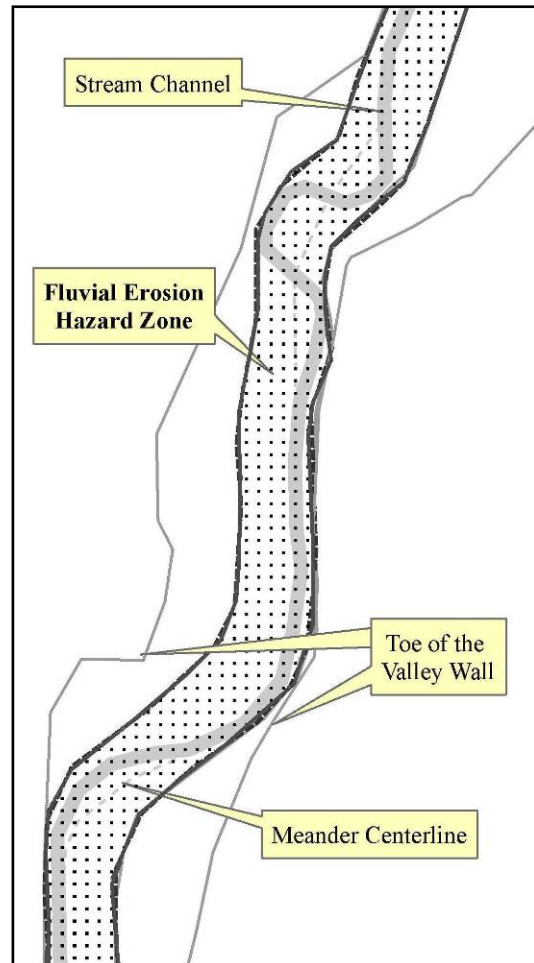 Stream Channel
Fluvial Erosion
Hazard Zone
Toe of the
Valley Wall
Meander Centerline